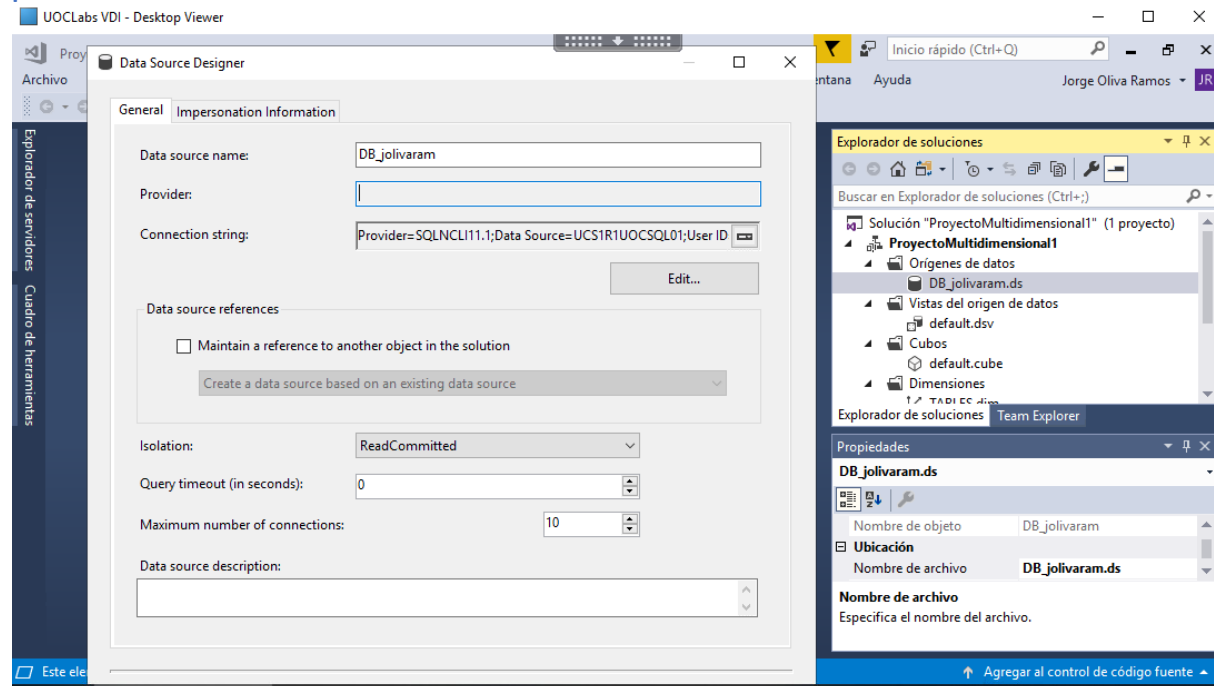 UOCLabs VDI - Desktop Viewer
Proy
Inicio rápido (Ctrl+Q)
Archivo
entana
Ayuda
Jorge Oliva Ramos
JR
Explorador de servidores
Cuadro de herramientas
Data Source Designer
General
Impersonation Information
Data source name:
DB_jolivaram
Provider:
Connection string:
Provider=SQLNCLI11.1;Data Source=UCS1R1UOCSQL01;User ID
Edit...
Data source references
Maintain a reference to another object in the solution
Create a data source based on an existing data source
Isolation:
ReadCommitted
Query timeout (in seconds):
0
Maximum number of connections:
10
Data source description:
Explorador de soluciones
Buscar en Explorador de soluciones (Ctrl+;)
Solución "ProyectoMultidimensional1" (1 proyecto)
ProyectoMultidimensional1
Orígenes de datos
DB_jolivaram.ds
Vistas del origen de datos
default.dsv
Cubos
default.cube
Dimensiones
TABLES.dim
Explorador de soluciones
Team Explorer
Propiedades
DB_jolivaram.ds
Nombre de objeto
DB_jolivaram
Ubicación
Nombre de archivo
DB_jolivaram.ds
Nombre de archivo
Especifica el nombre del archivo.
Este ele
Agregar al control de código fuente